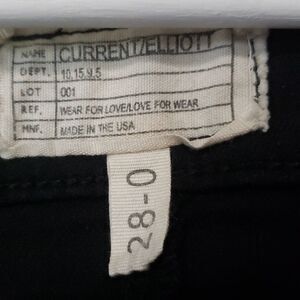 NAME CURRENT/ELLIOTT
DEPT. 10.15.9.5
LOT 001
REF. WEAR FOR LOVE/LOVE FOR WEAR
MNF. MADE IN THE USA
28-0